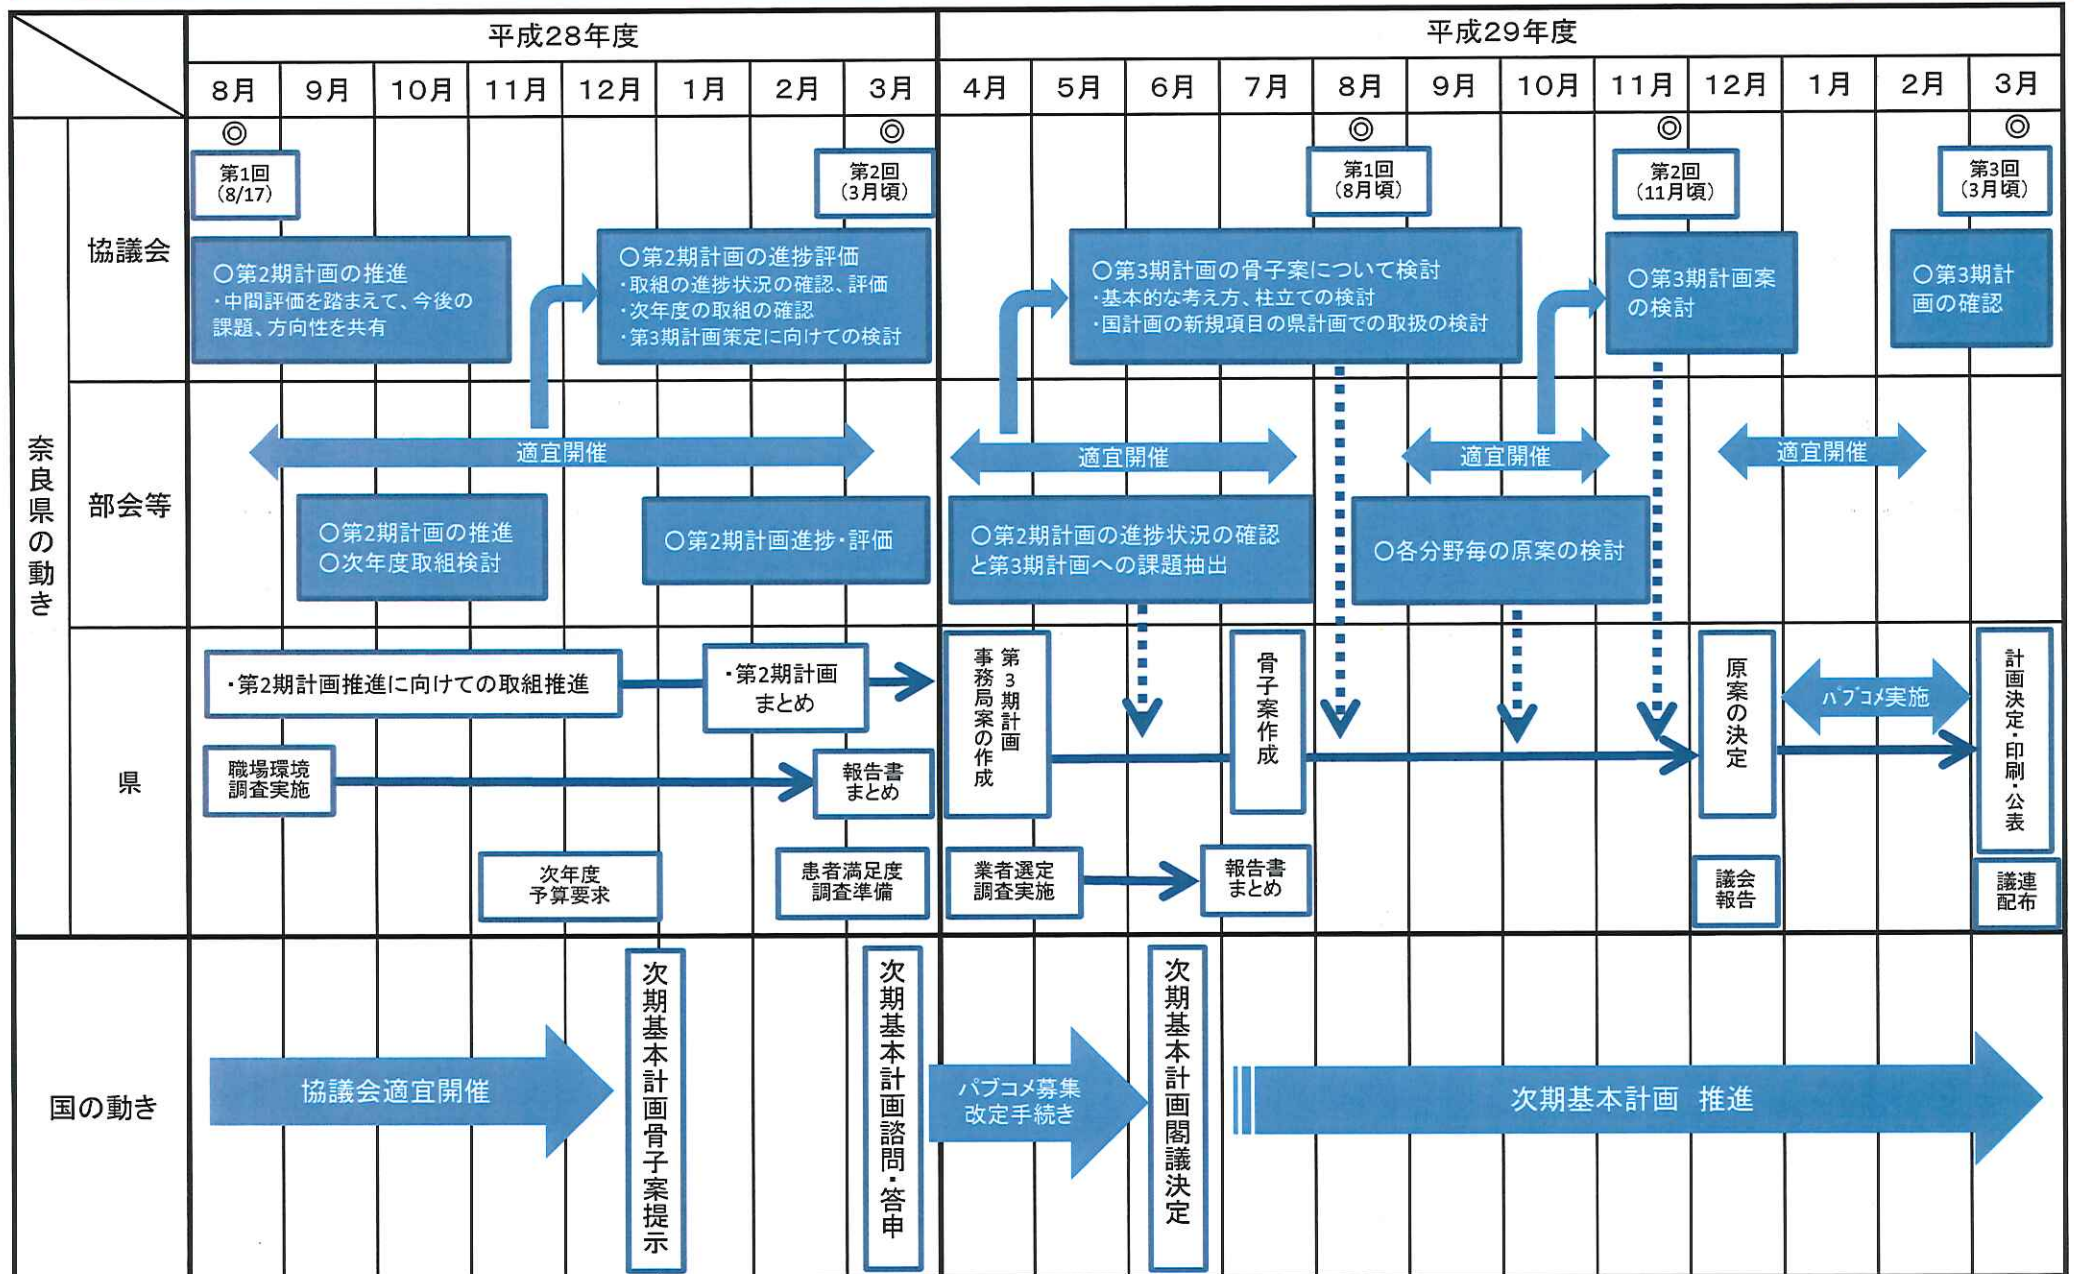 平成28年度
平成29年度
8月
9月
10月
11月
12月
1月
2月
3月
4月
5月
6月
7月
8月
9月
10月
11月
12月
1月
2月
3月
奈良県の動き
協議会
◎
◎
◎
◎
◎
第1回
(8/17)
第2回
(3月頃)
第1回
(8月頃)
第2回
(11月頃)
第3回
(3月頃)
○第2期計画の推進
・中間評価を踏まえて、今後の
課題、方向性を共有
○第2期計画の進捗評価
・取組の進捗状況の確認、評価
・次年度の取組の確認
・第3期計画策定に向けての検討
○第3期計画の骨子案について検討
・基本的な考え方、柱立ての検討
・国計画の新規項目の県計画での取扱の検討
○第3期計画案
の検討
○第3期計
画の確認
部会等
適宜開催
適宜開催
適宜開催
適宜開催
○第2期計画の推進
○次年度取組検討
○第2期計画進捗・評価
○第2期計画の進捗状況の確認
と第3期計画への課題抽出
○各分野毎の原案の検討
県
・第2期計画推進に向けての取組推進
・第2期計画
まとめ
第3期計画
事務局案の作成
骨子案作成
原案の決定
パブコメ実施
計画決定・印刷・公表
職場環境
調査実施
報告書
まとめ
次年度
予算要求
患者満足度
調査準備
業者選定
調査実施
報告書
まとめ
議会
報告
議連
配布
国の動き
協議会適宜開催
次期基本計画骨子案提示
次期基本計画諮問・答申
パブコメ募集
改定手続き
次期基本計画閣議決定
次期基本計画 推進